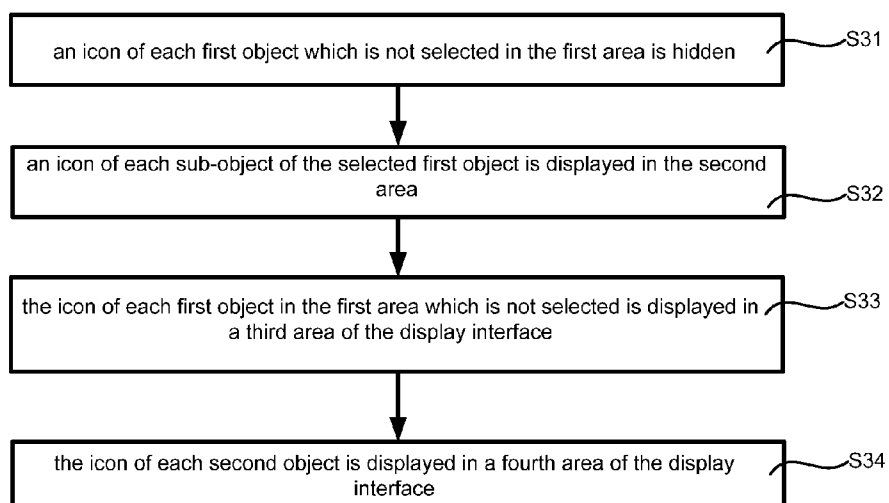 an icon of each first object which is not selected in the first area is hidden
S31
an icon of each sub-object of the selected first object is displayed in the second
area
S32
the icon of each first object in the first area which is not selected is displayed in
a third area of the display interface
S33
the icon of each second object is displayed in a fourth area of the display
interface
S34